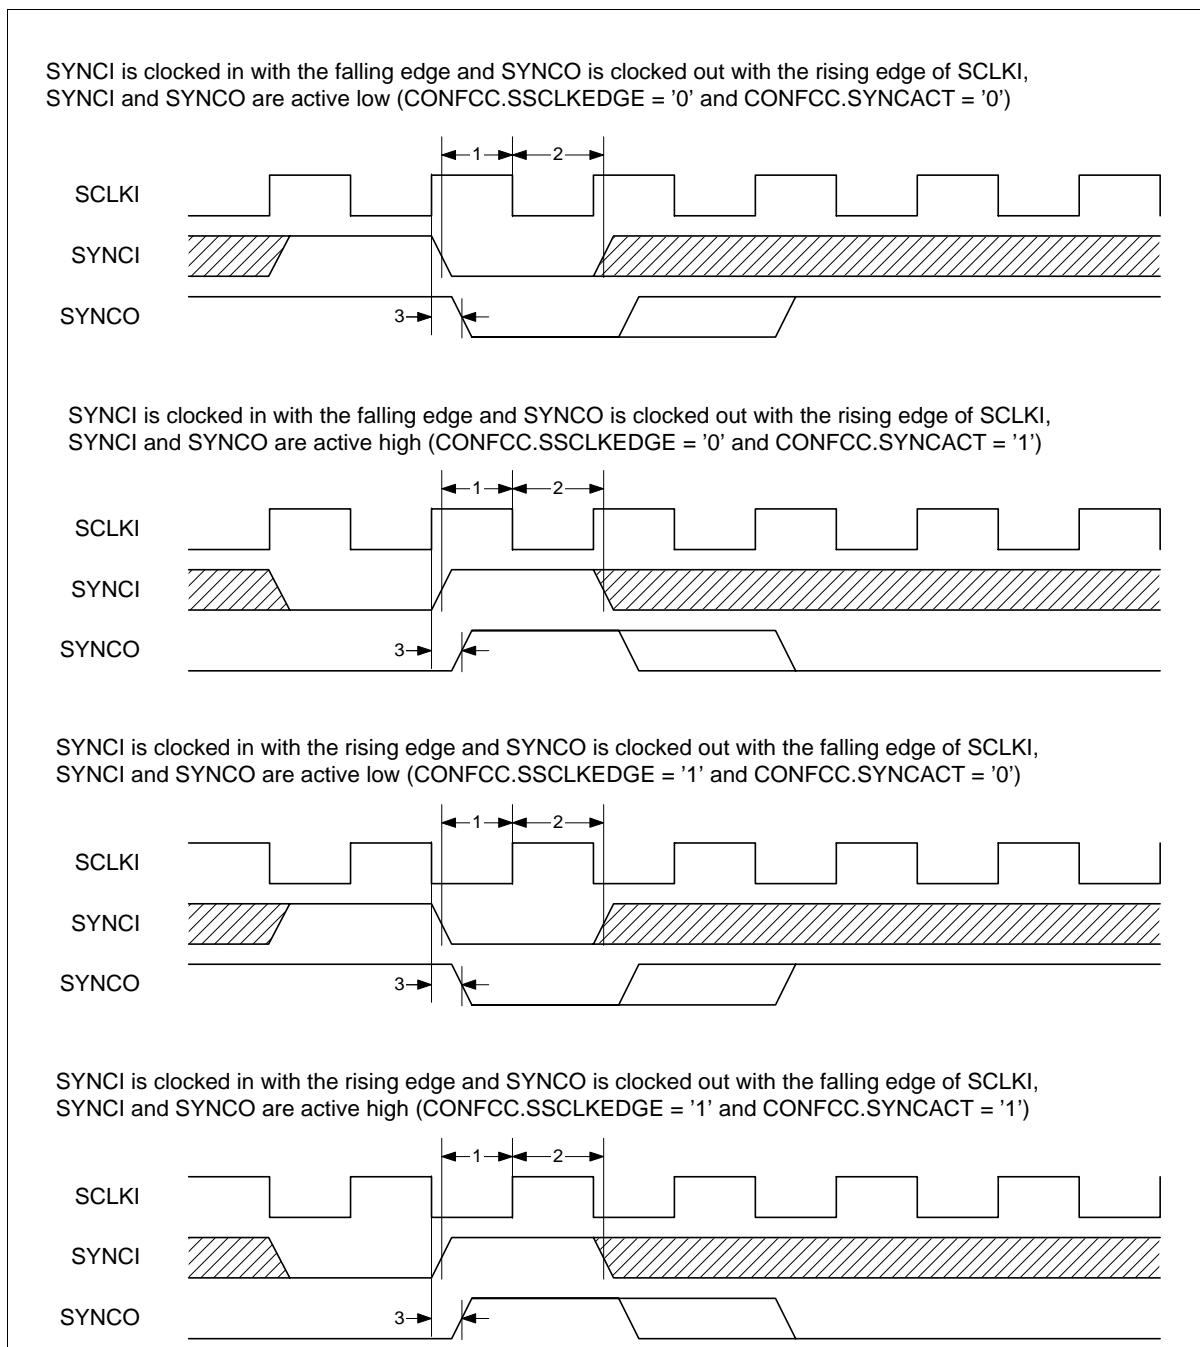 SYNCI is clocked in with the falling edge and SYNCO is clocked out with the rising edge of SCLKI,
SYNCI and SYNCO are active low (CONFCC.SSCLKEDGE = '0' and CONFCC.SYNCACT = '0')
1 2
SCLKI
SYNCI
SYNCO
3
SYNCI is clocked in with the falling edge and SYNCO is clocked out with the rising edge of SCLKI,
SYNCI and SYNCO are active high (CONFCC.SSCLKEDGE = '0' and CONFCC.SYNCACT = '1')
1 2
SCLKI
SYNCI
SYNCO
3
SYNCI is clocked in with the rising edge and SYNCO is clocked out with the falling edge of SCLKI,
SYNCI and SYNCO are active low (CONFCC.SSCLKEDGE = '1' and CONFCC.SYNCACT = '0')
1 2
SCLKI
SYNCI
SYNCO
3
SYNCI is clocked in with the rising edge and SYNCO is clocked out with the falling edge of SCLKI,
SYNCI and SYNCO are active high (CONFCC.SSCLKEDGE = '1' and CONFCC.SYNCACT = '1')
1 2
SCLKI
SYNCI
SYNCO
3